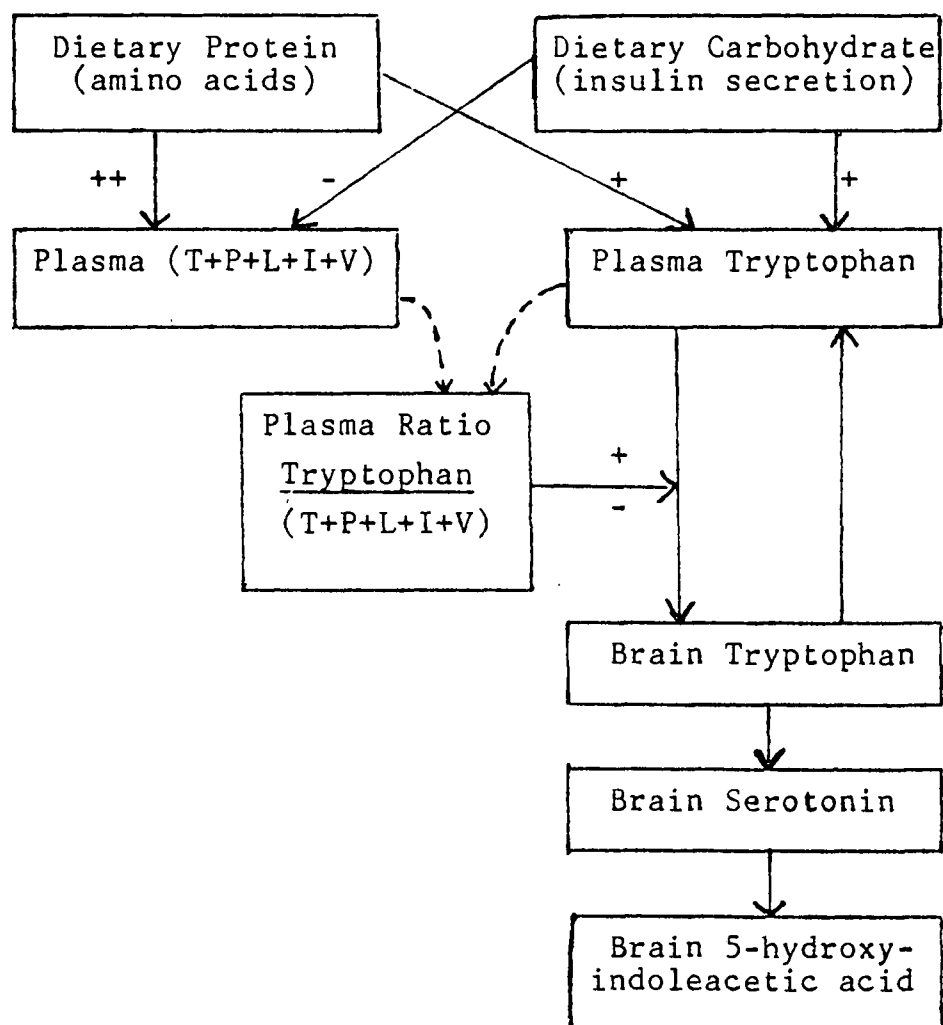 Dietary Protein
(amino acids)
Dietary Carbohydrate
(insulin secretion)
++
-
+
+
Plasma (T+P+L+I+V)
Plasma Tryptophan
Plasma Ratio
Tryptophan
(T+P+L+I+V)
+
-
Brain Tryptophan
Brain Serotonin
Brain 5-hydroxy-
indoleacetic acid